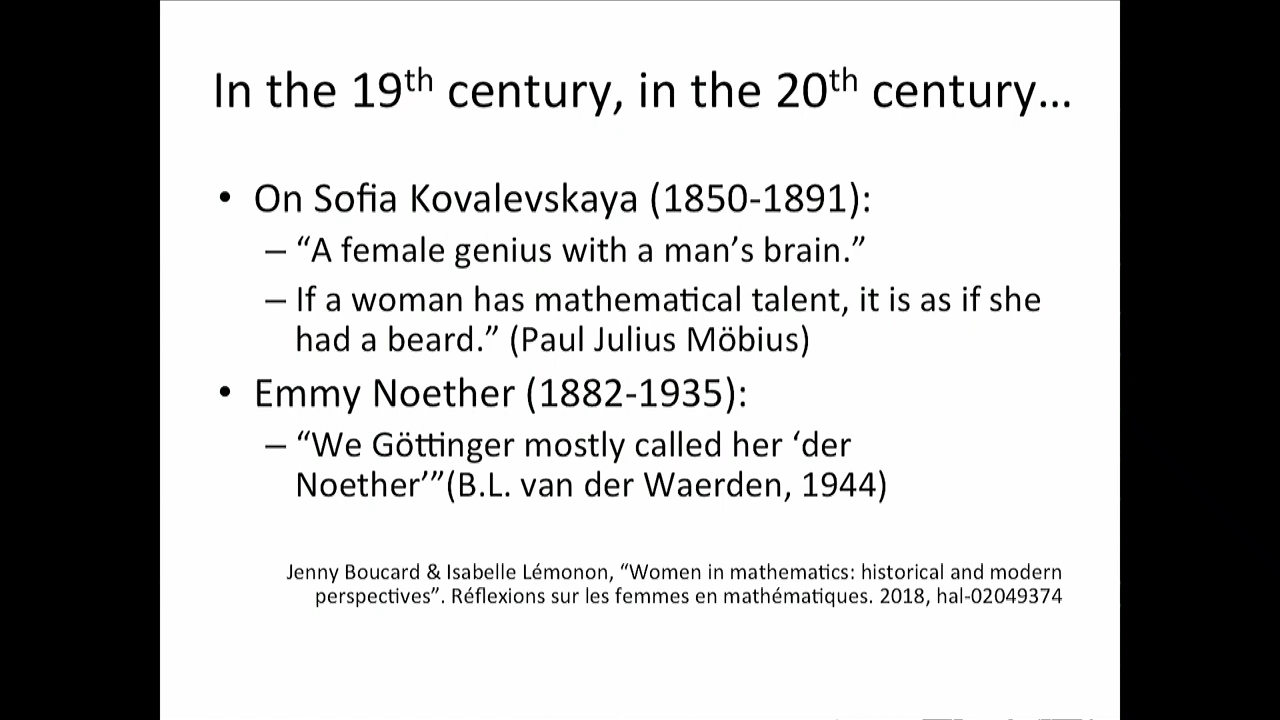 In the 19th century, in the 20th century…
• On Sofia Kovalevskaya (1850-1891):
– “A female genius with a man’s brain.”
– If a woman has mathematical talent, it is as if she
had a beard.” (Paul Julius Möbius)
• Emmy Noether (1882-1935):
– “We Göttinger mostly called her ‘der
Noether’”(B.L. van der Waerden, 1944)
Jenny Boucard & Isabelle Lémonon, “Women in mathematics: historical and modern
perspectives”. Réflexions sur les femmes en mathématiques. 2018, hal-02049374